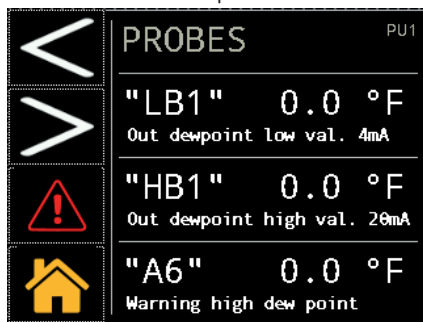 PROBES PU1
"LB1" 0.0 °F
Out dewpoint low val. 4mA
"HB1" 0.0 °F
Out dewpoint high val. 20mA
"A6" 0.0 °F
Warning high dew point